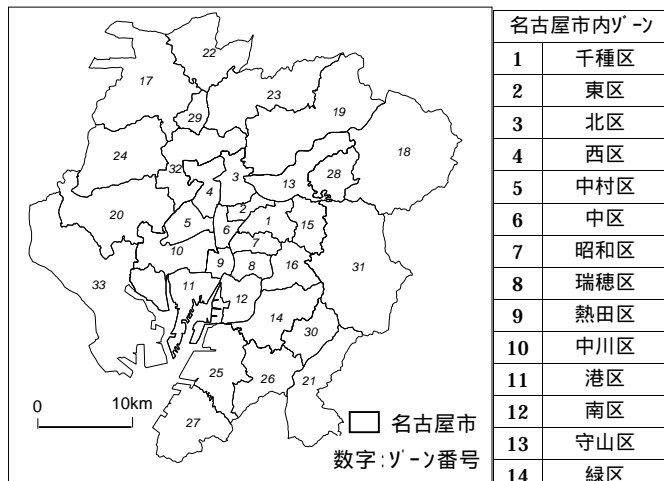 22
17
23
19
29
18
24
32
3
13
28
4
2
1
15
20
5
6
7
10
31
9
8
16
33
11
12
14
30
25
26
21
27
0 10km
名古屋市
数字:ゾーン番号
名古屋市内ゾーン
1 千種区
2 東区
3 北区
4 西区
5 中村区
6 中区
7 昭和区
8 瑞穂区
9 熱田区
10 中川区
11 港区
12 南区
13 守山区
14 緑区